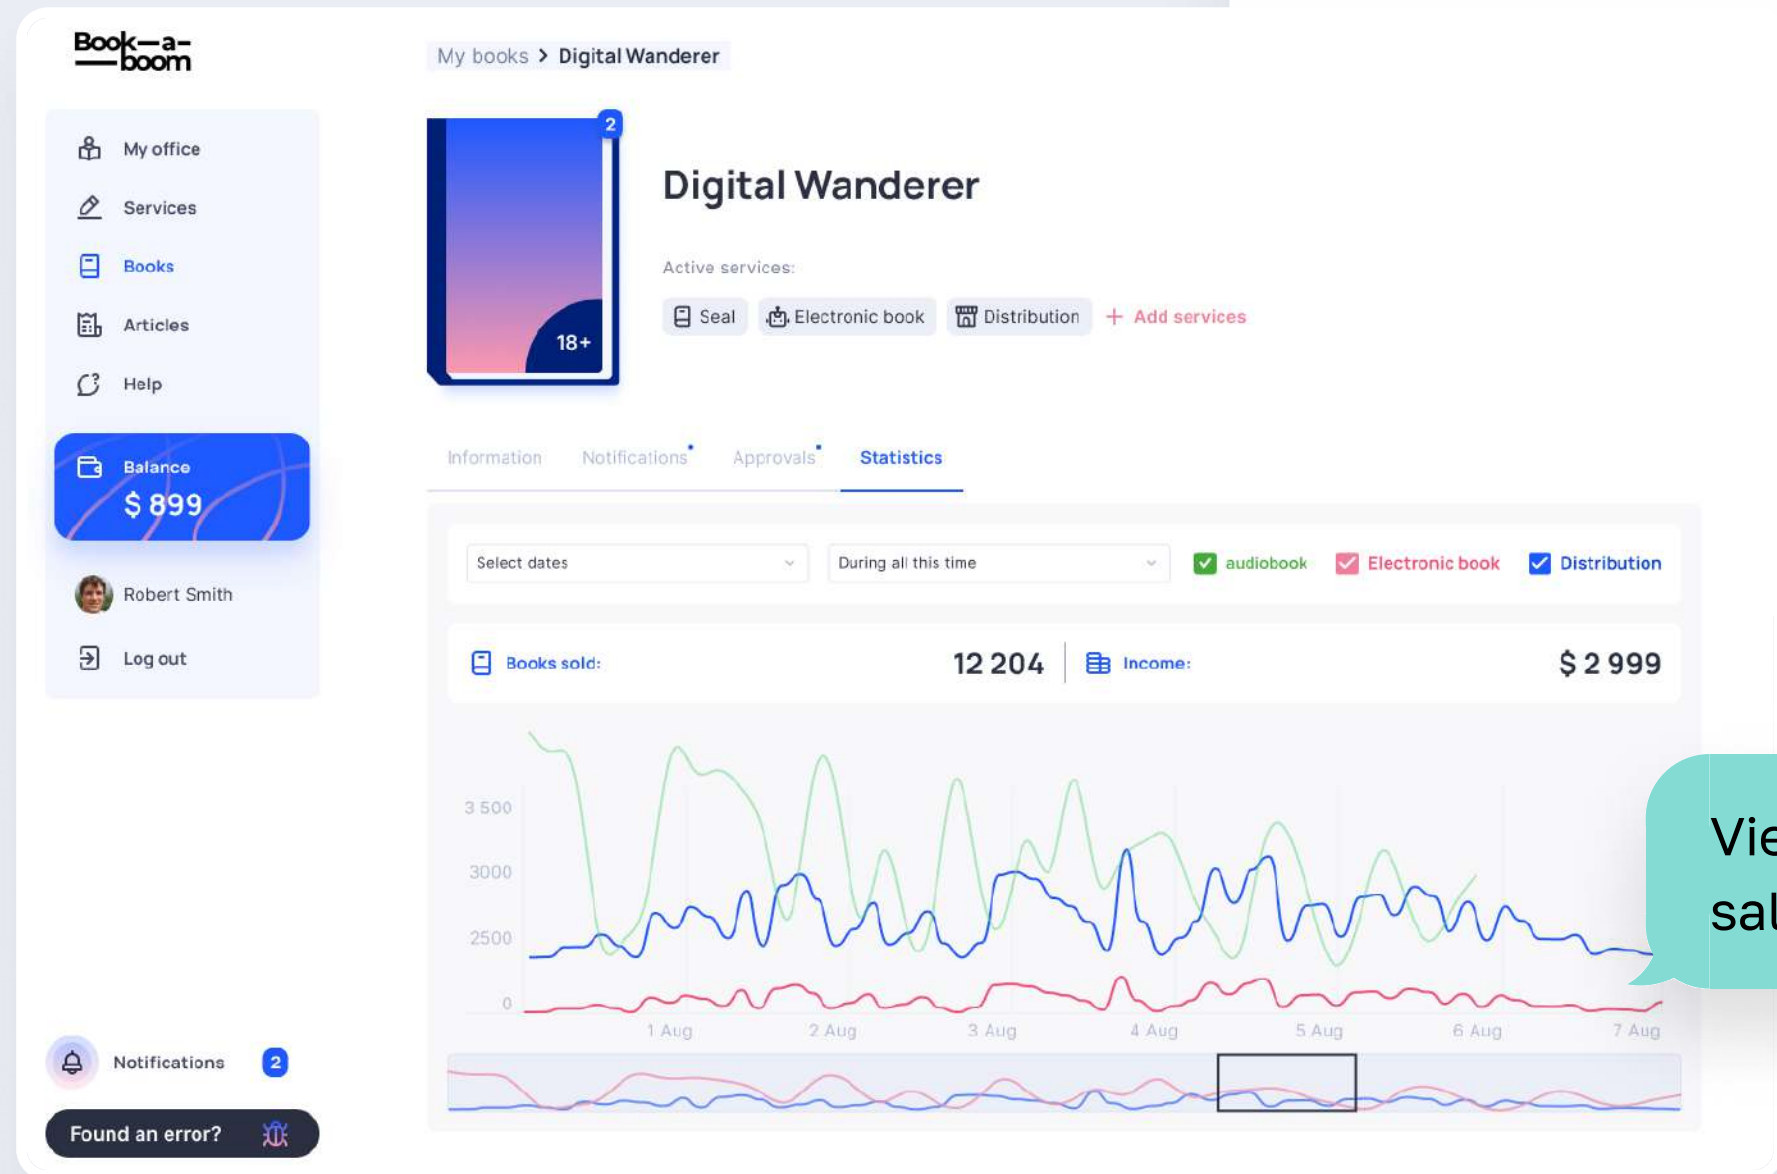 Book—a-
—boom
My office
Services
Books
Articles
Help
Balance
$ 899
Robert Smith
Log out
Notifications 2
Found an error?
My books > Digital Wanderer
2
18+
Digital Wanderer
Active services:
Seal Electronic book Distribution + Add services
Information Notifications Approvals Statistics
Select dates During all this time audiobook Electronic book Distribution
Books sold: 12 204 Income: $ 2 999
3 500
3000
2500
0
1 Aug 2 Aug 3 Aug 4 Aug 5 Aug 6 Aug 7 Aug